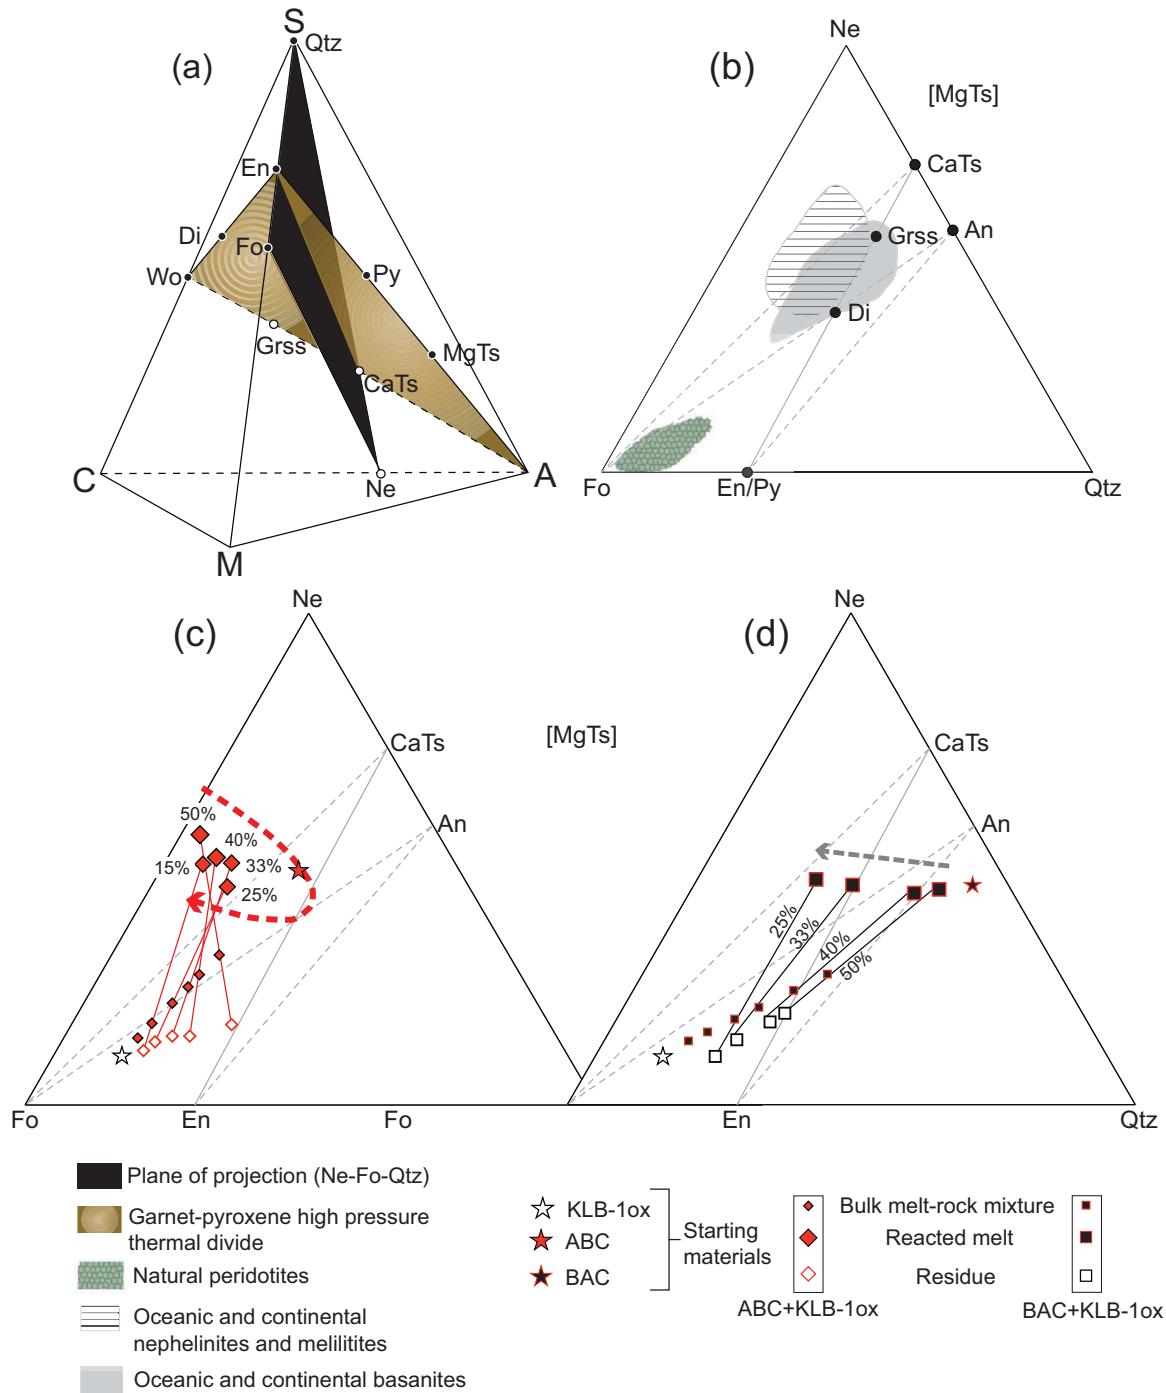 S
Qtz
(a)
En
Di
Fo
Wo
Py
Grss
MgTs
CaTs
C
Ne
A
M
Ne
(b)
[MgTs]
CaTs
An
Grss
Di
Fo
En/Py
Qtz
Ne
(c)
[MgTs]
CaTs
50%
An
40%
15%
33%
25%
Fo
En
Fo
Ne
(d)
CaTs
An
25%
33%
40%
50%
En
Qtz
Plane of projection (Ne-Fo-Qtz)
Garnet-pyroxene high pressure
thermal divide
Natural peridotites
Oceanic and continental
nephelinites and melilitites
Oceanic and continental basanites
KLB-1ox
ABC
BAC
Starting
materials
Bulk melt-rock mixture
Reacted melt
Residue
ABC+KLB-1ox
BAC+KLB-1ox